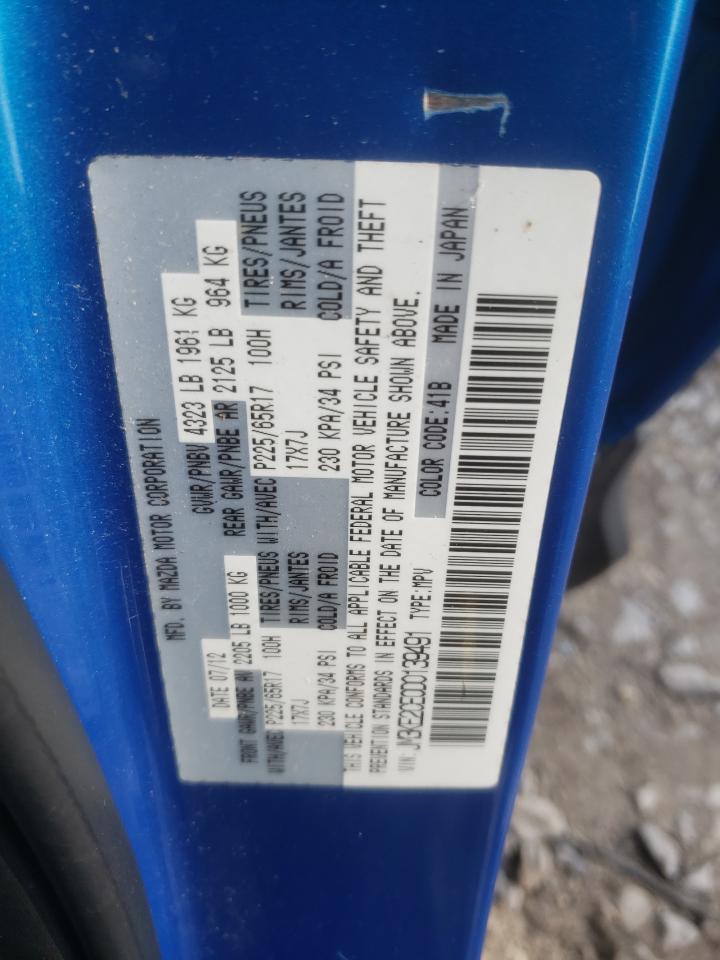 MFD. BY MAZDA MOTOR CORPORATION
DATE 07/12 GVWR/PNBV 4323 LB 1961 KG
FRONT GAWR/PNBE AV 2205 LB 1000 KG REAR GAWR/PNBE AR 2125 LB 964 KG
WITH/AVEC P225/65R17 100H TIRES/PNEUS WITH/AVEC P225/65R17 100H TIRES/PNEUS
17X7J RIMS/JANTES 17X7J RIMS/JANTES
230 KPA/34 PSI COLD/A FROID 230 KPA/34 PSI COLD/A FROID
THIS VEHICLE CONFORMS TO ALL APPLICABLE FEDERAL MOTOR VEHICLE SAFETY AND THEFT
PREVENTION STANDARDS IN EFFECT ON THE DATE OF MANUFACTURE SHOWN ABOVE.
VIN: JM3KE2DE0D0139491 TYPE:MPV COLOR CODE:41B MADE IN JAPAN